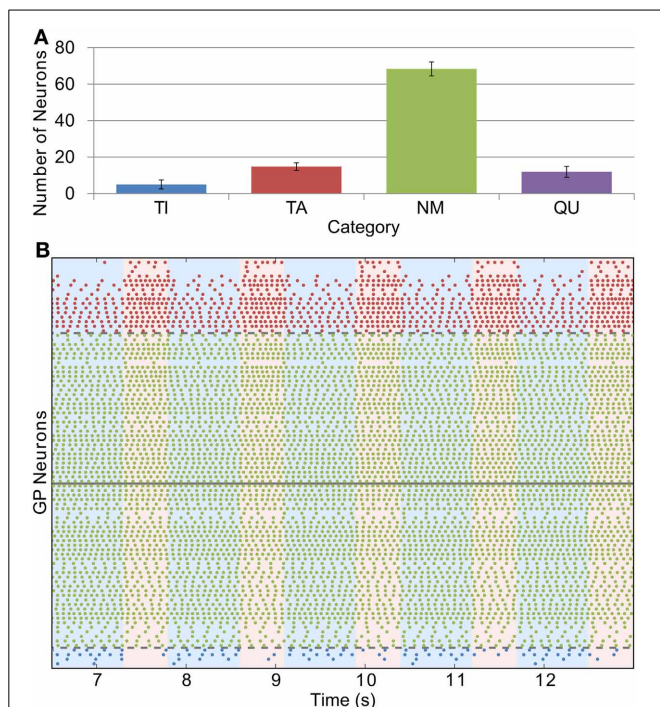 A
80
60
40
20
0
Number of Neurons
TI TA NM QU
Category
B
GP Neurons
7 8 9 10 11 12
Time (s)